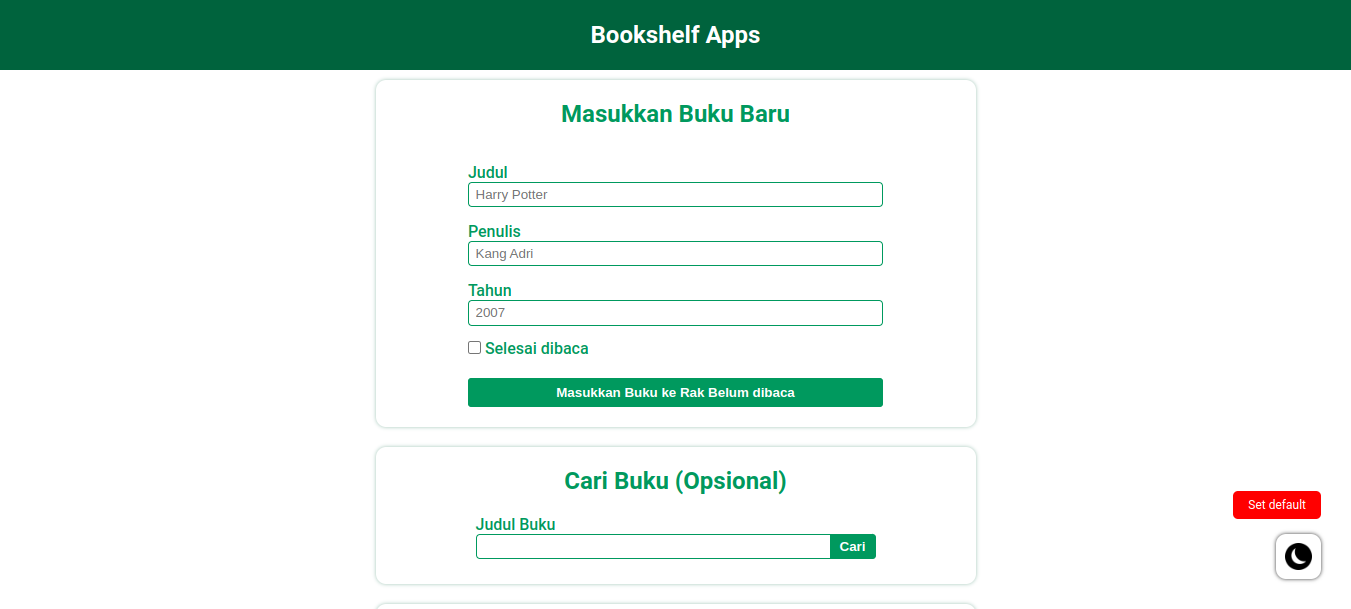 Bookshelf Apps
Masukkan Buku Baru
Judul
Harry Potter
Penulis
Kang Adri
Tahun
2007
Selesai dibaca
Masukkan Buku ke Rak Belum dibaca
Cari Buku (Opsional)
Judul Buku
Cari
Set default